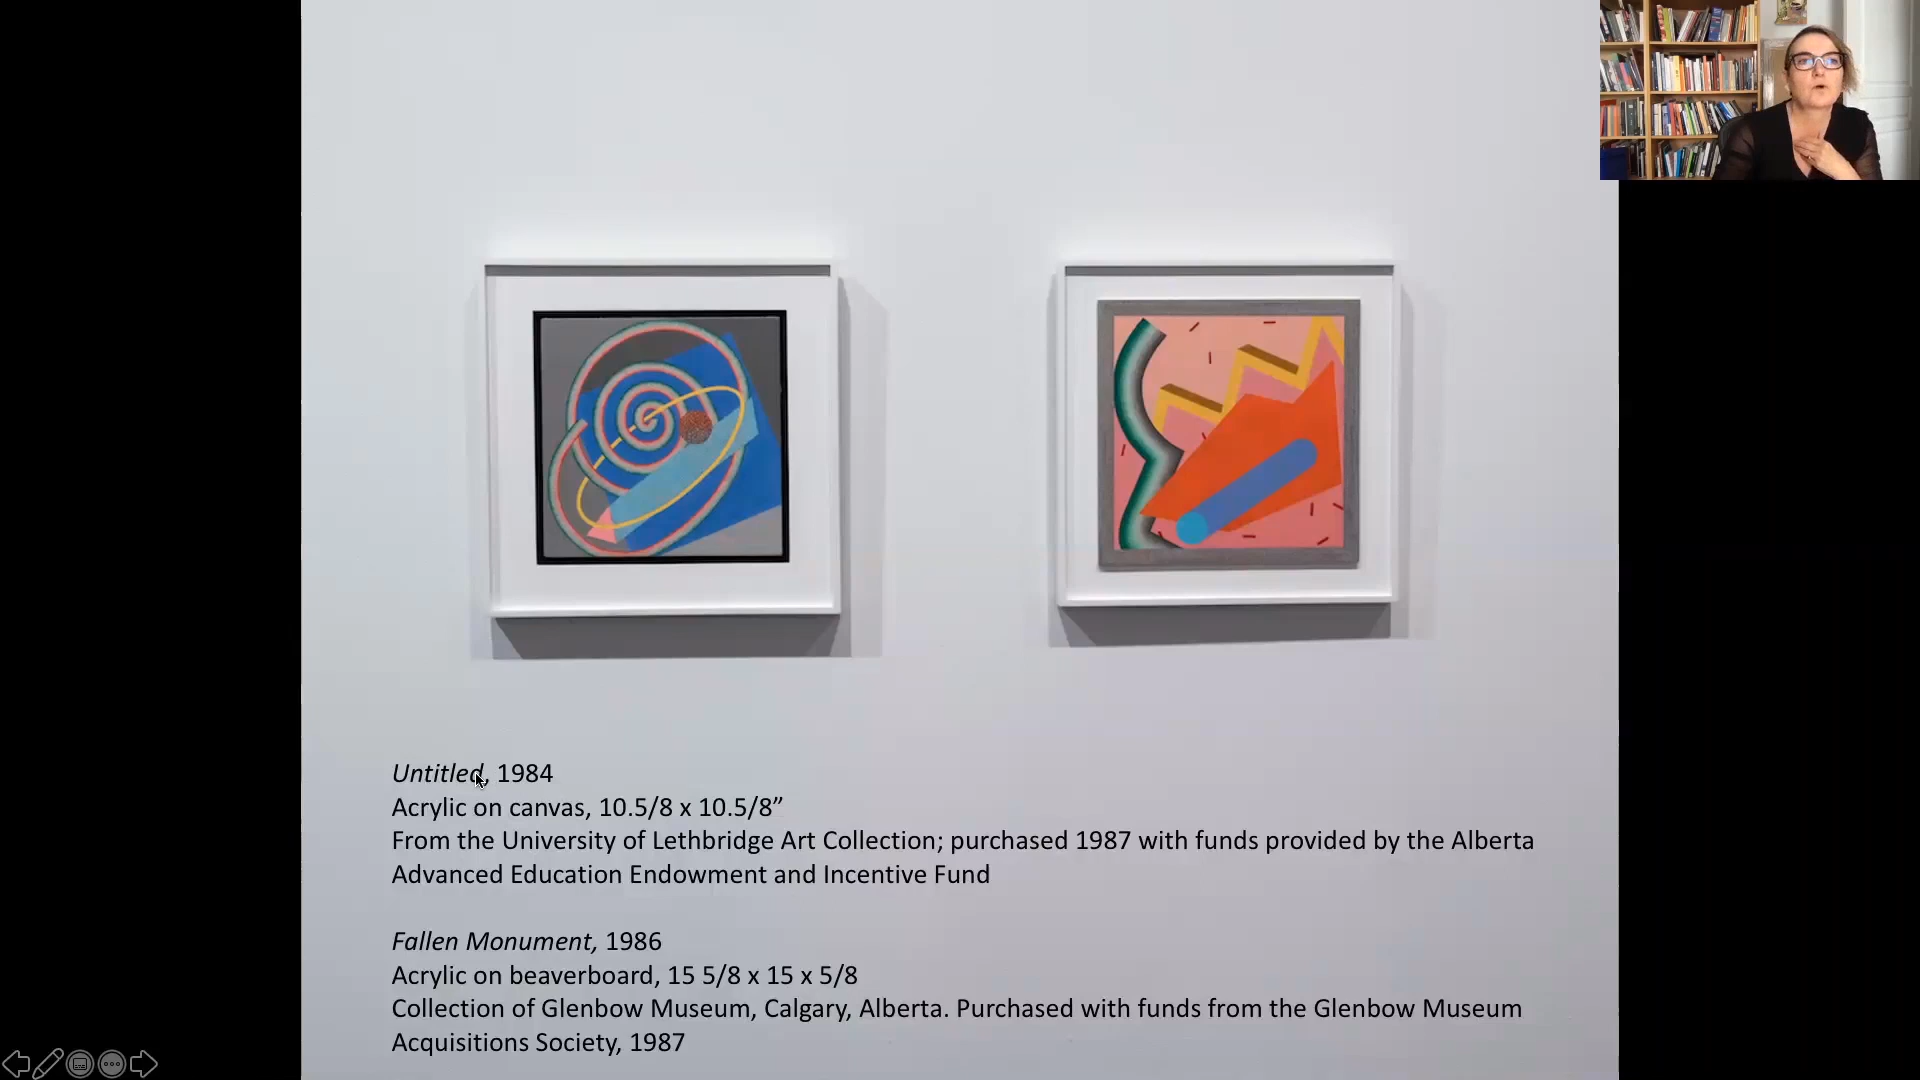 Untitled, 1984
Acrylic on canvas, 10.5/8 x 10.5/8”
From the University of Lethbridge Art Collection; purchased 1987 with funds provided by the Alberta
Advanced Education Endowment and Incentive Fund
Fallen Monument, 1986
Acrylic on beaverboard, 15 5/8 x 15 x 5/8
Collection of Glenbow Museum, Calgary, Alberta. Purchased with funds from the Glenbow Museum
Acquisitions Society, 1987